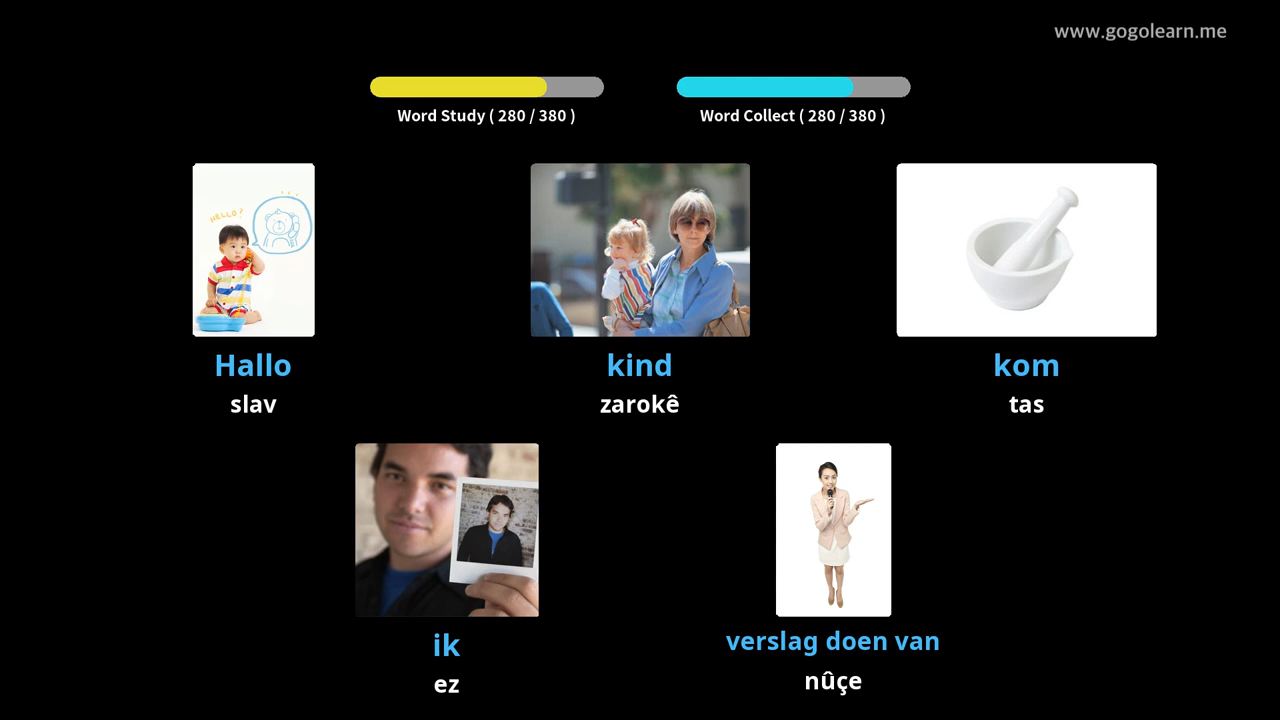 www.gogolearn.me
Word Study ( 280 / 380 )
Word Collect ( 280 / 380 )
HELLO?
Hallo
slav
kind
zarokê
kom
tas
ik
ez
verslag doen van
nûçe